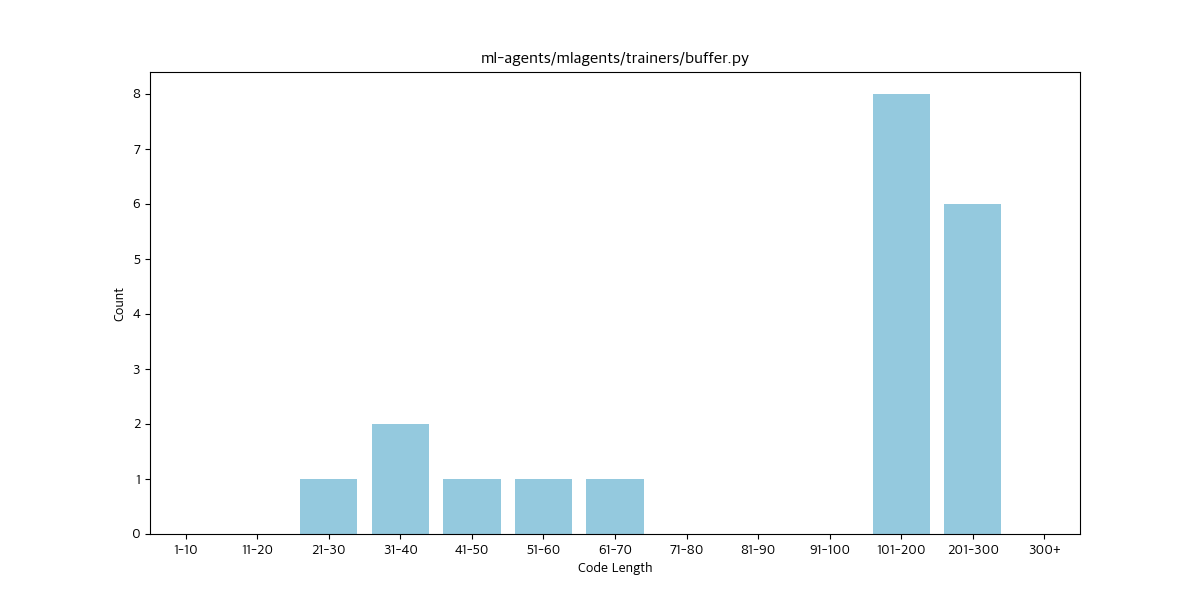 ml-agents/mlagents/trainers/buffer.py
8
7
6
5
4
3
2
1
0
Count
1-10 11-20 21-30 31-40 41-50 51-60 61-70 71-80 81-90 91-100 101-200 201-300 300+
Code Length